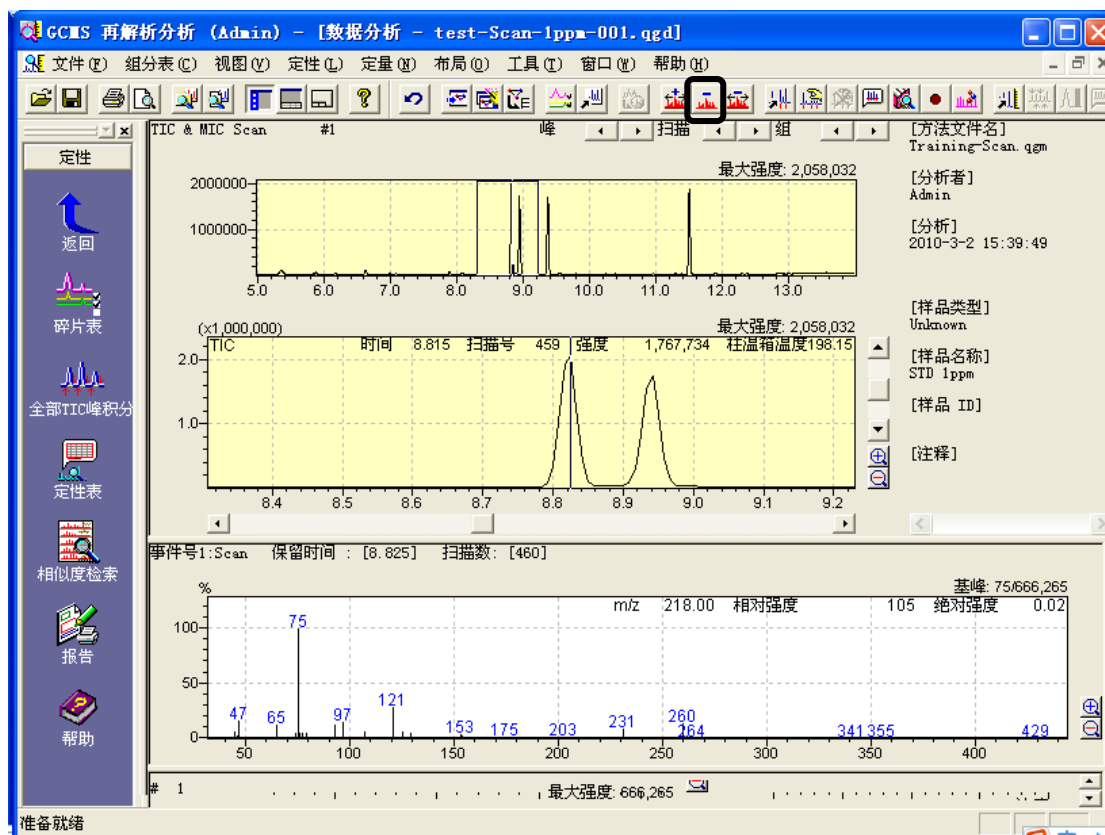 GCMS 再解析分析 (Admin) - [数据分析 - test-Scan-1ppm-001.qgd]
文件(F) 组分表(C) 视图(V) 定性(L) 定量(N) 布局(O) 工具(T) 窗口(W) 帮助(H)
定性
返回
碎片表
全部TIC峰积分
定性表
相似度检索
报告
帮助
TIC & MIC Scan #1 峰 扫描 组
最大强度: 2,058,032
2000000
1000000
5.0 6.0 7.0 8.0 9.0 10.0 11.0 12.0 13.0
(x1,000,000) 最大强度: 2,058,032
TIC 时间 8.815 扫描号 459 强度 1,767,734 柱温箱温度198.15
2.0
1.0
8.4 8.5 8.6 8.7 8.8 8.9 9.0 9.1 9.2
[方法文件名]
Training-Scan.qgm
[分析者]
Admin
[分析]
2010-3-2 15:39:49
[样品类型]
Unknown
[样品名称]
STD 1ppm
[样品 ID]
[注释]
事件号1:Scan 保留时间 : [8.825] 扫描数: [460]
% 基峰: 75/666,265
m/z 218.00 相对强度 105 绝对强度 0.02
100
75
50
47 65 97 121 153 175 203 231 260 264 341 355 429
0
50 100 150 200 250 300 350 400
# 1 最大强度: 666,265
准备就绪